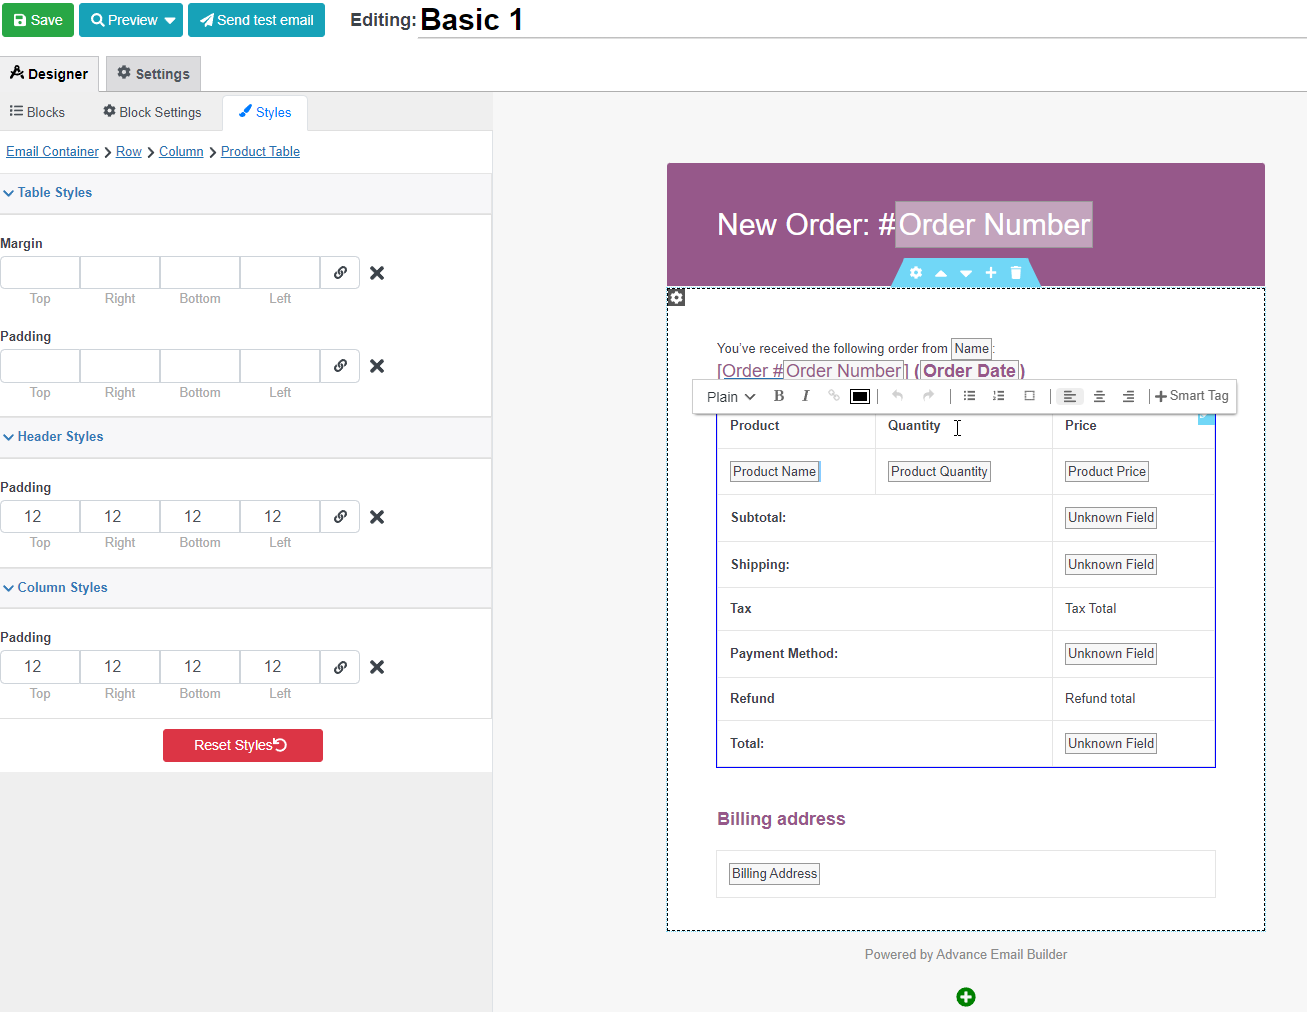 Save Preview Send test email Editing: Basic 1
Designer Settings
Blocks Block Settings Styles
Email Container Row Column Product Table
Table Styles
Margin
Top Right Bottom Left
Padding
Top Right Bottom Left
Header Styles
Padding
12 12 12 12
Top Right Bottom Left
Column Styles
Padding
12 12 12 12
Top Right Bottom Left
Reset Styles
New Order: #Order Number
You've received the following order from Name:
[Order #Order Number] (Order Date)
Plain B I Smart Tag
Product Quantity Price
Product Name Product Quantity Product Price
Subtotal: Unknown Field
Shipping: Unknown Field
Tax Tax Total
Payment Method: Unknown Field
Refund Refund total
Total: Unknown Field
Billing address
Billing Address
Powered by Advance Email Builder